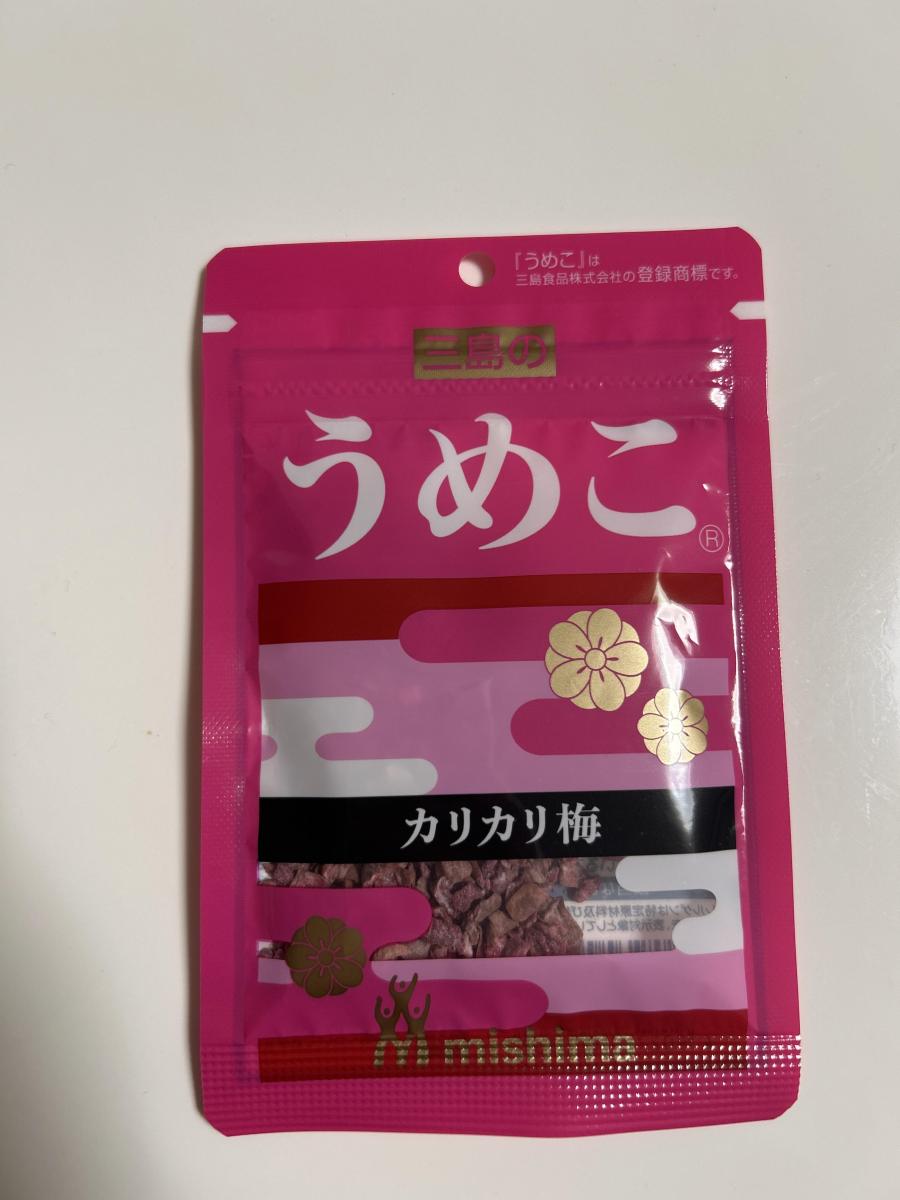 『うめこ』は
三島食品株式会社の登録商標です。
三島の
うめこ®
カリカリ梅
mishima